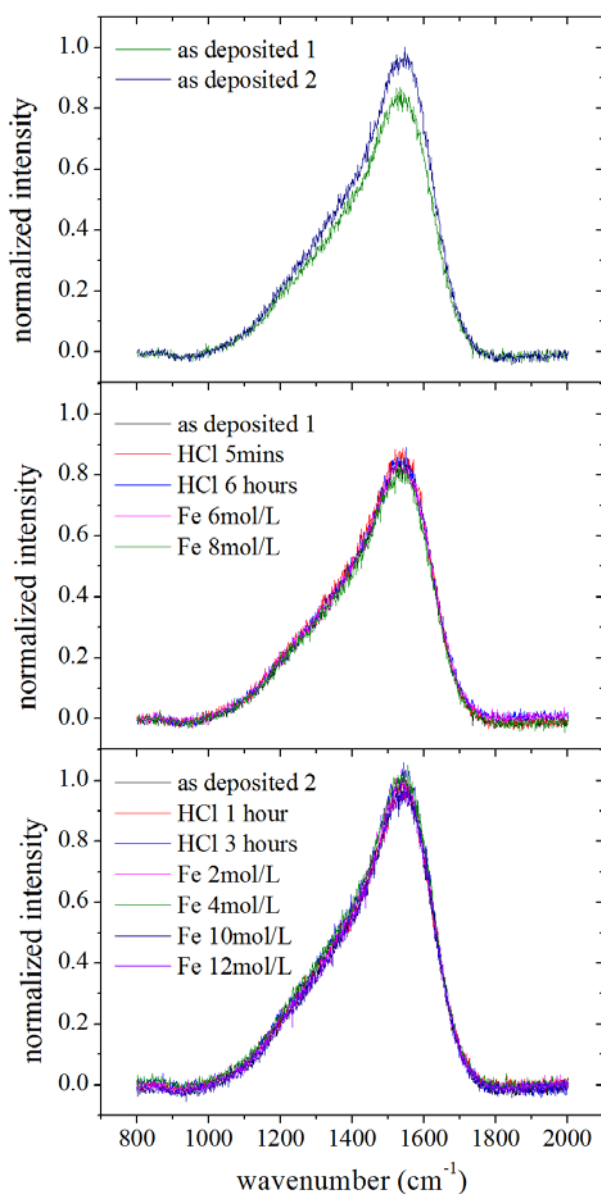 as deposited 1
as deposited 2
normalized intensity
1.0
0.8
0.6
0.4
0.2
0.0
as deposited 1
HCl 5mins
HCl 6 hours
Fe 6mol/L
Fe 8mol/L
normalized intensity
1.0
0.8
0.6
0.4
0.2
0.0
as deposited 2
HCl 1 hour
HCl 3 hours
Fe 2mol/L
Fe 4mol/L
Fe 10mol/L
Fe 12mol/L
normalized intensity
1.0
0.8
0.6
0.4
0.2
0.0
800 1000 1200 1400 1600 1800 2000
wavenumber (cm⁻¹)